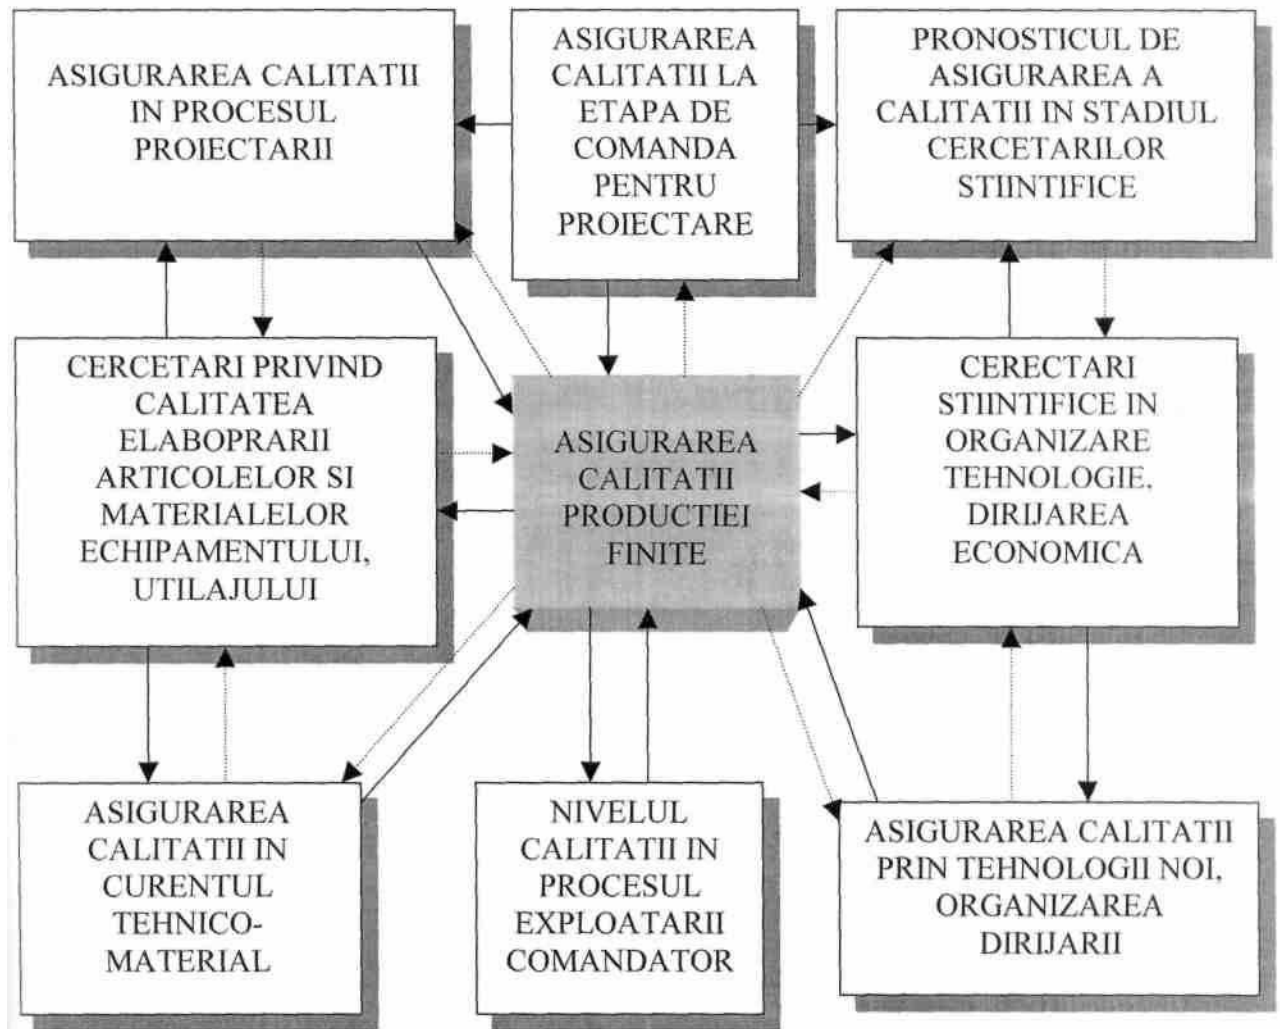 ASIGURAREA CALITATII
IN PROCESUL
PROIECTARII
ASIGURAREA
CALITATII LA
ETAPA DE
COMANDA
PENTRU
PROIECTARE
PRONOSTICUL DE
ASIGURAREA A
CALITATII IN STADIUL
CERCETARILOR
STIINTIFICE
CERCETARI PRIVIND
CALITATEA
ELABOPRARII
ARTICOLELOR SI
MATERIALELOR
ECHIPAMENTULUI,
UTILAJULUI
ASIGURAREA
CALITATII
PRODUCTIEI
FINITE
CERECTARI
STIINTIFICE IN
ORGANIZARE
TEHNOLOGIE,
DIRIJAREA
ECONOMICA
ASIGURAREA
CALITATII IN
CURENTUL
TEHNICO-
MATERIAL
NIVELUL
CALITATII IN
PROCESUL
EXPLOATARII
COMANDATOR
ASIGURAREA CALITATII
PRIN TEHNOLOGII NOI,
ORGANIZAREA
DIRIJARII